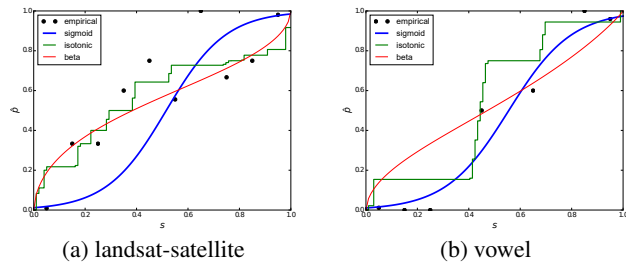 empirical
sigmoid
isotonic
beta
1.0
0.8
0.6
0.4
0.2
0.0
p̂
0.0 0.2 0.4 0.6 0.8 1.0
s
(a) landsat-satellite
empirical
sigmoid
isotonic
beta
1.0
0.8
0.6
0.4
0.2
0.0
p̂
0.0 0.2 0.4 0.6 0.8 1.0
s
(b) vowel